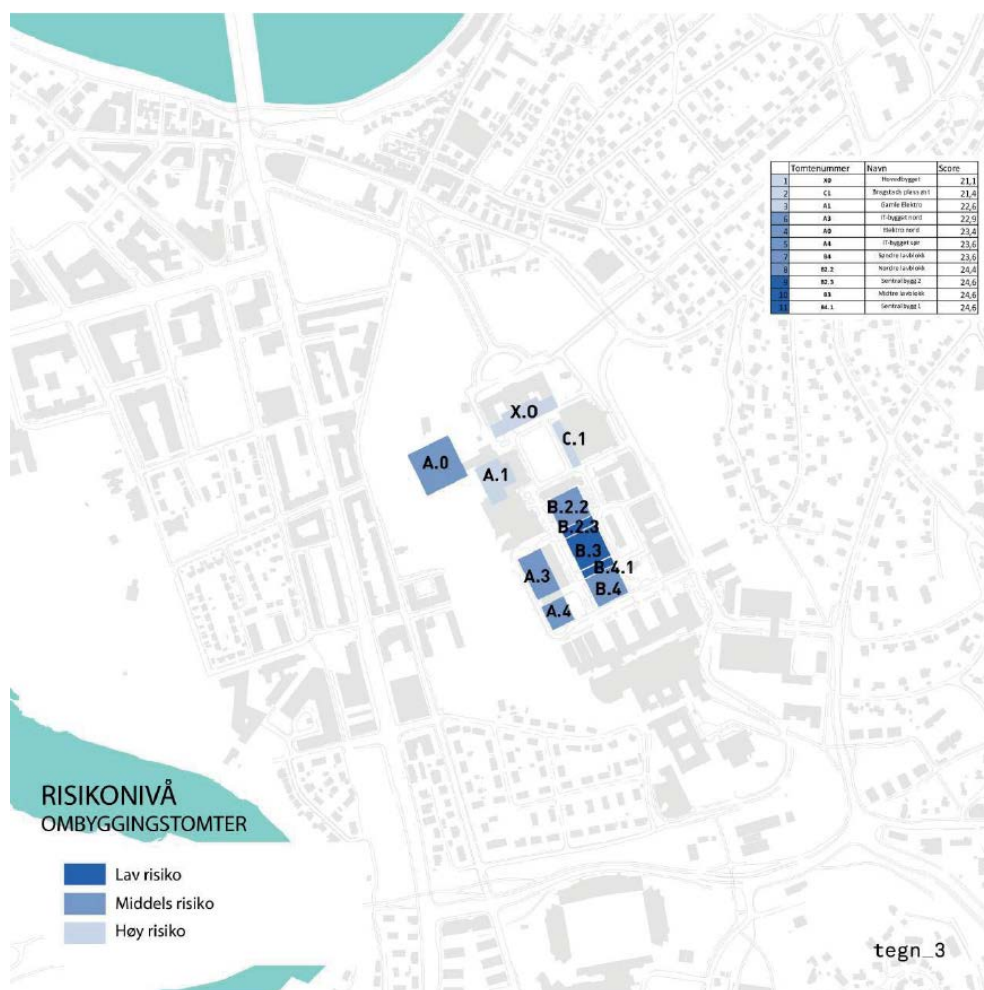 Tomtenummer Navn Score
1 X0 Hovedbygget 21,1
2 C1 Bragstads plass øst 21,4
3 A1 Gamle Elektro 22,6
6 A3 IT-bygget nord 22,9
4 A0 Elektro nord 23,4
5 A4 IT-bygget sør 23,6
7 B4 Søndre lavblokk 23,6
8 B2.2 Nordre lavblokk 24,4
9 B2.3 Sentralbygg 2 24,6
10 B3 Midtre lavblokk 24,6
11 B4.1 Sentralbygg 1 24,6
X.O
C.1
A.0
A.1
B.2.2
B.2.3
B.3
B.4.1
A.3
B.4
A.4
RISIKONIVÅ
OMBYGGINGSTOMTER
Lav risiko
Middels risiko
Høy risiko
tegn_3